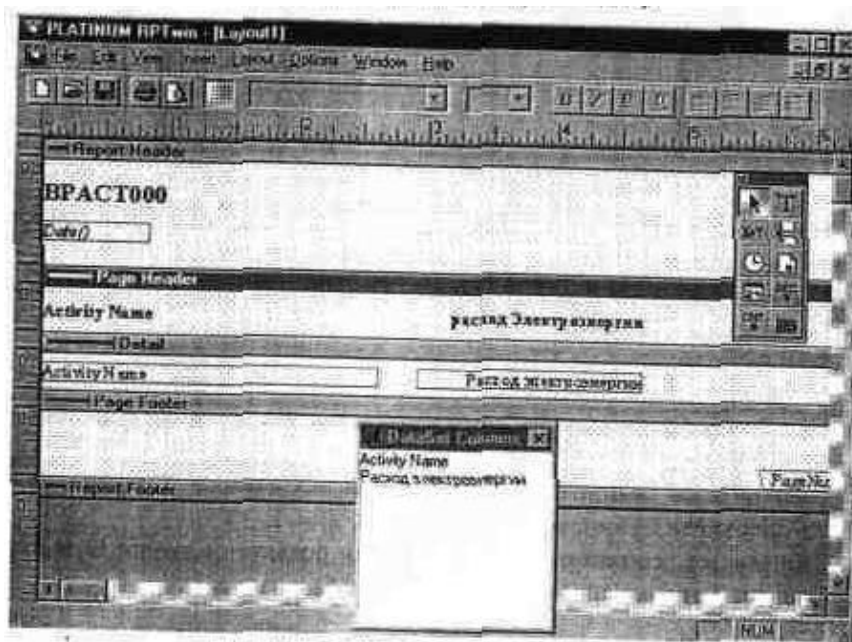 PLATINUM RPTwin - [Layout1]
File Edit View Insert Layout Options Window Help
Report Header
BPACT000
Date()
Page Header
Activity Name
расход Электроэнергии
Detail
Activity Name
Расход электроэнергии
Page Footer
DataSet Columns
Activity Name
Расход электроэнергии
PageNu
Report Footer
NUM